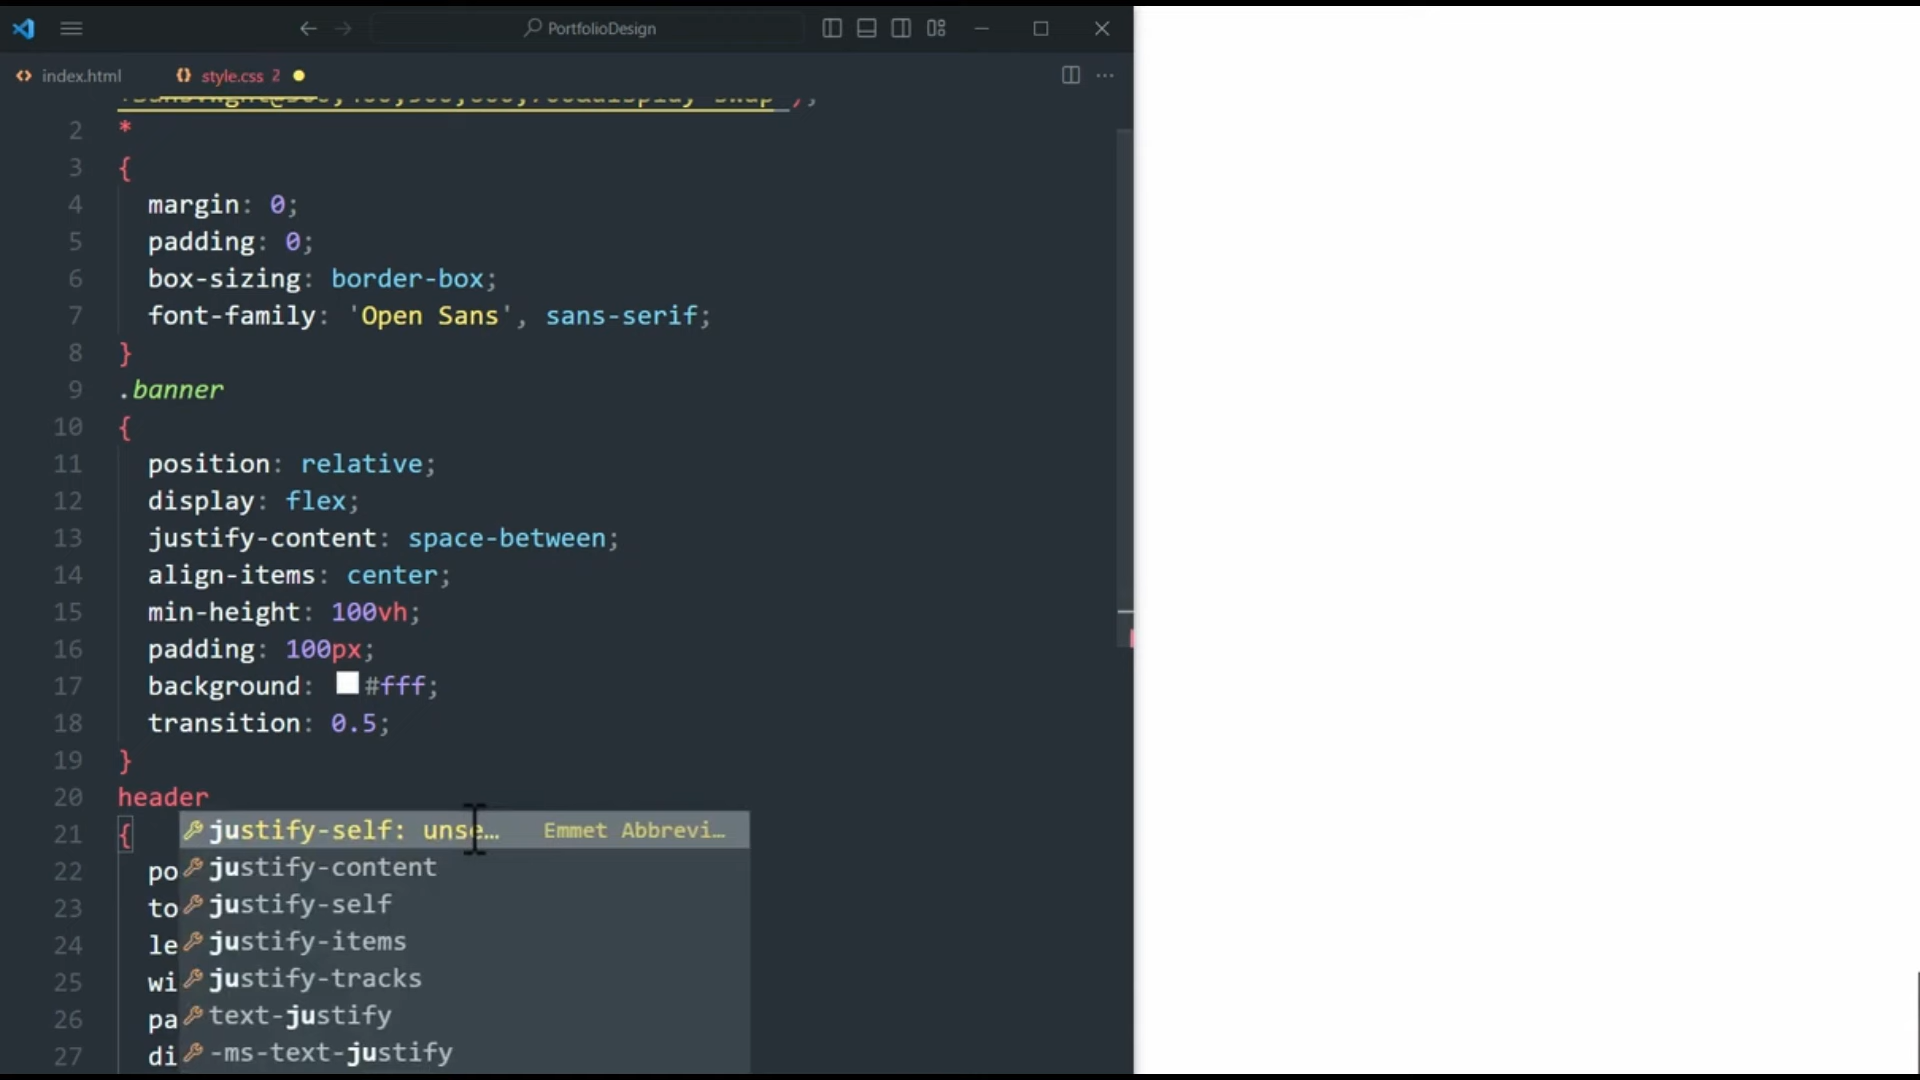 PortfolioDesign
index.html
style.css 2
2 *
3 {
4 margin: 0;
5 padding: 0;
6 box-sizing: border-box;
7 font-family: 'Open Sans', sans-serif;
8 }
9 .banner
10 {
11 position: relative;
12 display: flex;
13 justify-content: space-between;
14 align-items: center;
15 min-height: 100vh;
16 padding: 100px;
17 background: #fff;
18 transition: 0.5;
19 }
20 header
21 { justify-self: unse… Emmet Abbrevi…
22 po justify-content
23 to justify-self
24 le justify-items
25 wi justify-tracks
26 pa text-justify
27 di -ms-text-justify